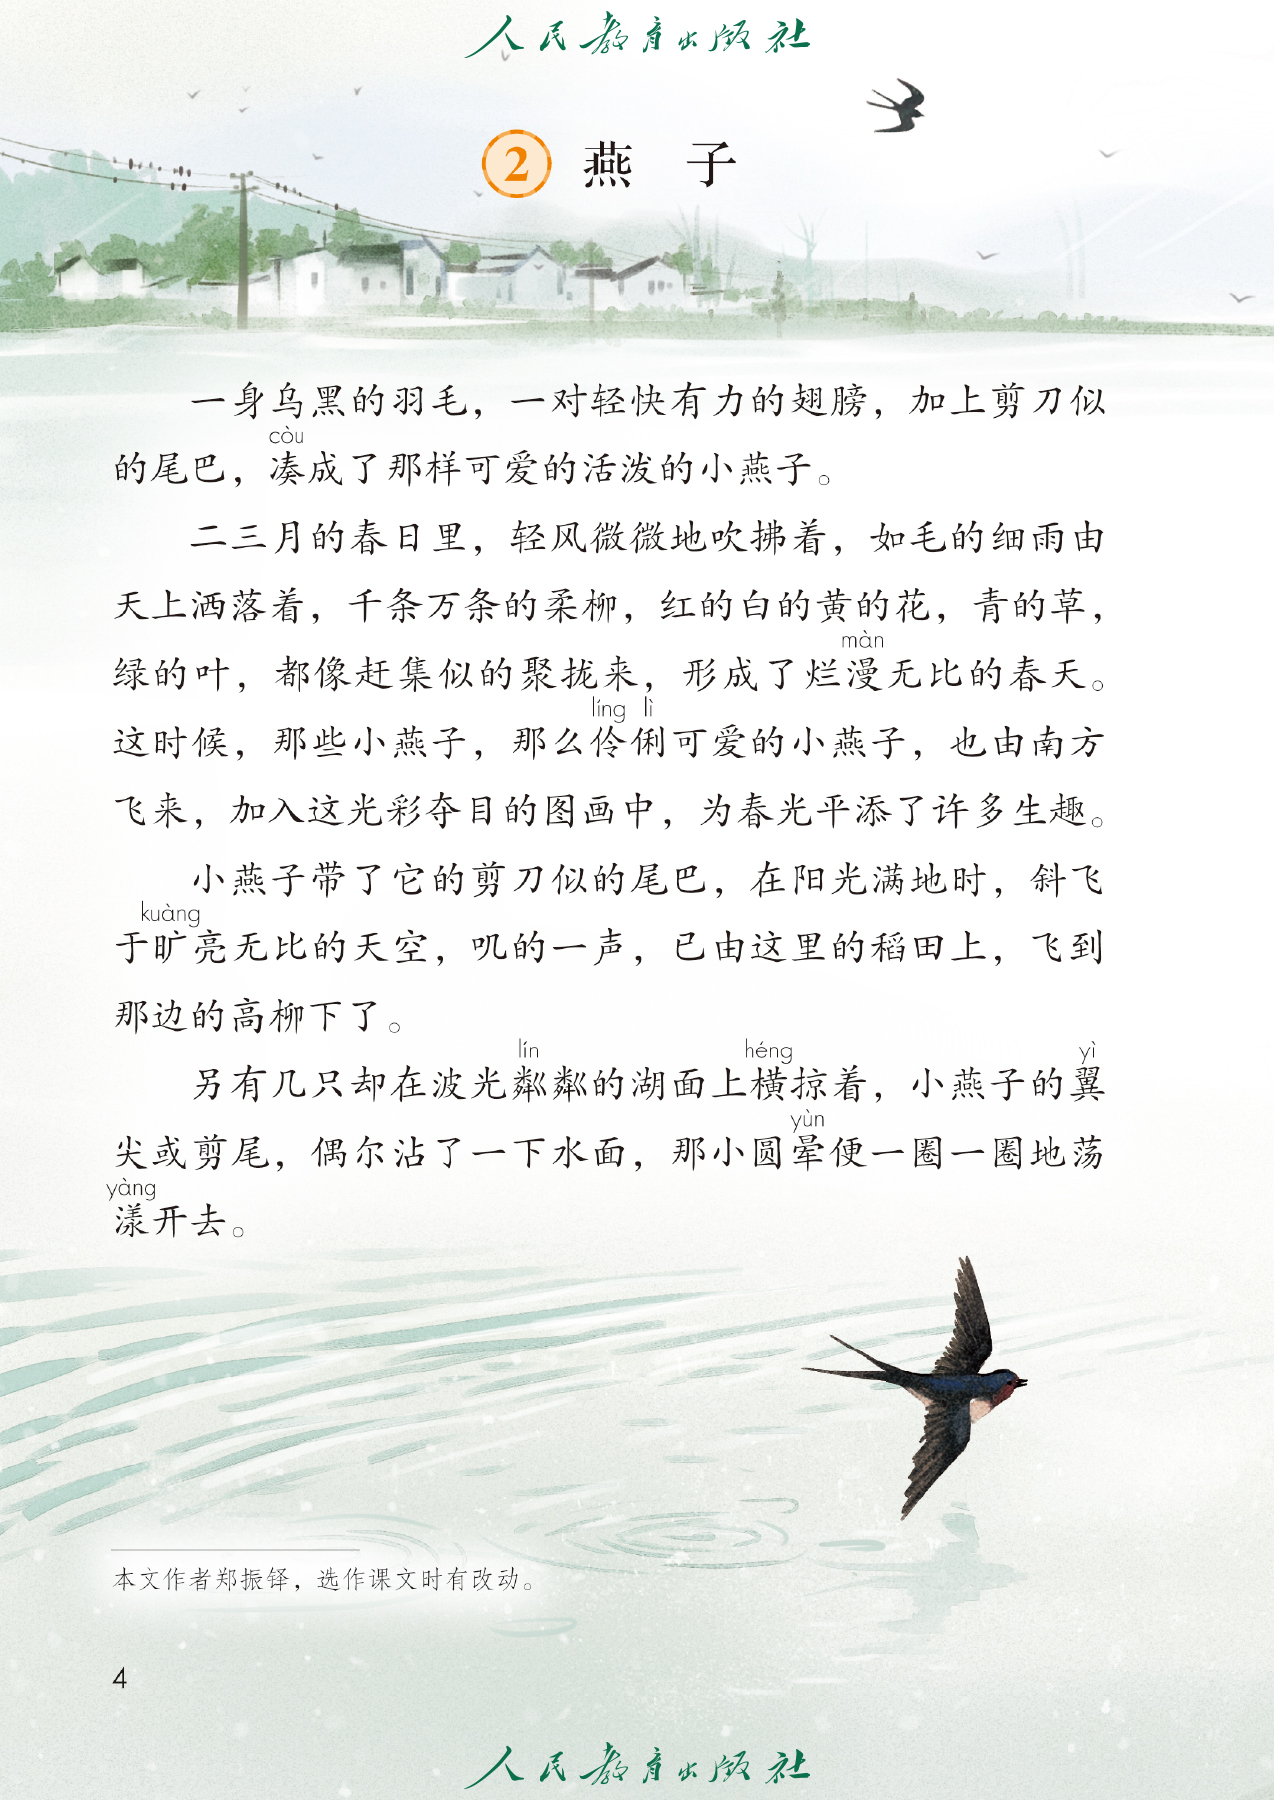 人民教育出版社
2 燕 子
一身乌黑的羽毛，一对轻快有力的翅膀，加上剪刀似
còu
的尾巴，凑成了那样可爱的活泼的小燕子。
二三月的春日里，轻风微微地吹拂着，如毛的细雨由
天上洒落着，千条万条的柔柳，红的白的黄的花，青的草，
màn
绿的叶，都像赶集似的聚拢来，形成了烂漫无比的春天。
líng lì
这时候，那些小燕子，那么伶俐可爱的小燕子，也由南方
飞来，加入这光彩夺目的图画中，为春光平添了许多生趣。
小燕子带了它的剪刀似的尾巴，在阳光满地时，斜飞
kuàng
于旷亮无比的天空，叽的一声，已由这里的稻田上，飞到
那边的高柳下了。
lín héng yì
另有几只却在波光粼粼的湖面上横掠着，小燕子的翼
yùn
尖或剪尾，偶尔沾了一下水面，那小圆晕便一圈一圈地荡
yàng
漾开去。
本文作者郑振铎，选作课文时有改动。
4
人民教育出版社